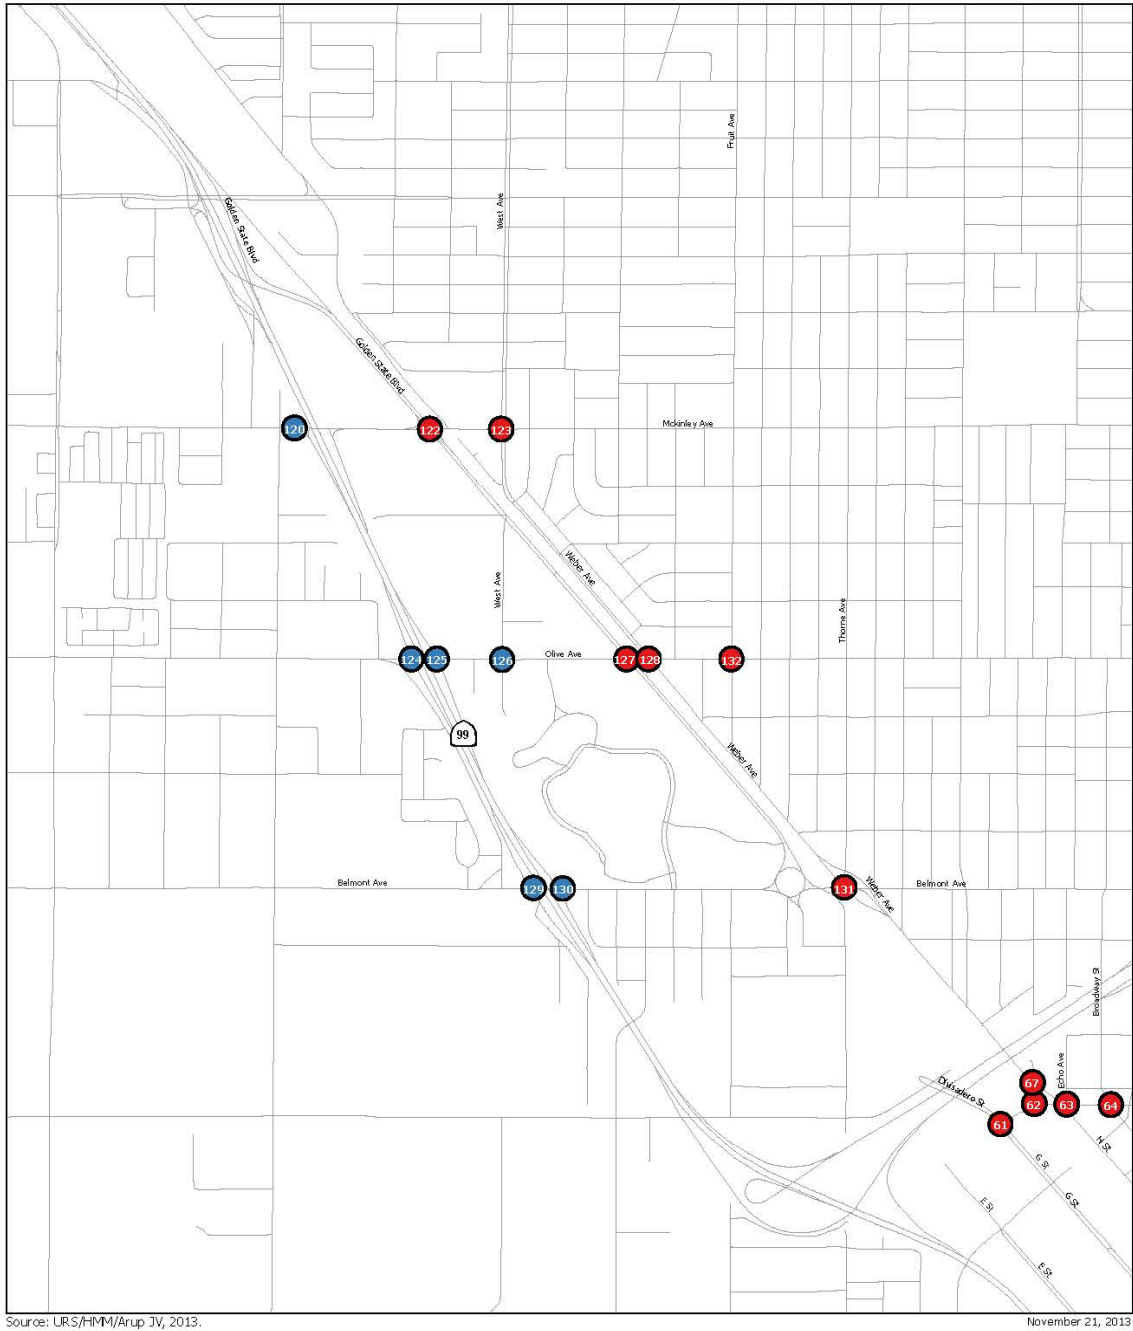 Fruit Ave
West Ave
Golden State Blvd
Golden State Blvd
120
122
123
Mckinley Ave
Weber Ave
West Ave
Thorne Ave
124
125
126
Olive Ave
127
128
132
99
Weber Ave
Belmont Ave
129
130
131
Weber Ave
Belmont Ave
Broadway St
Echo Ave
Divisadero St
67
62
63
64
61
H St
G St
G St
E St
E St
Source: URS/HMM/Arup JV, 2013.
November 21, 2013